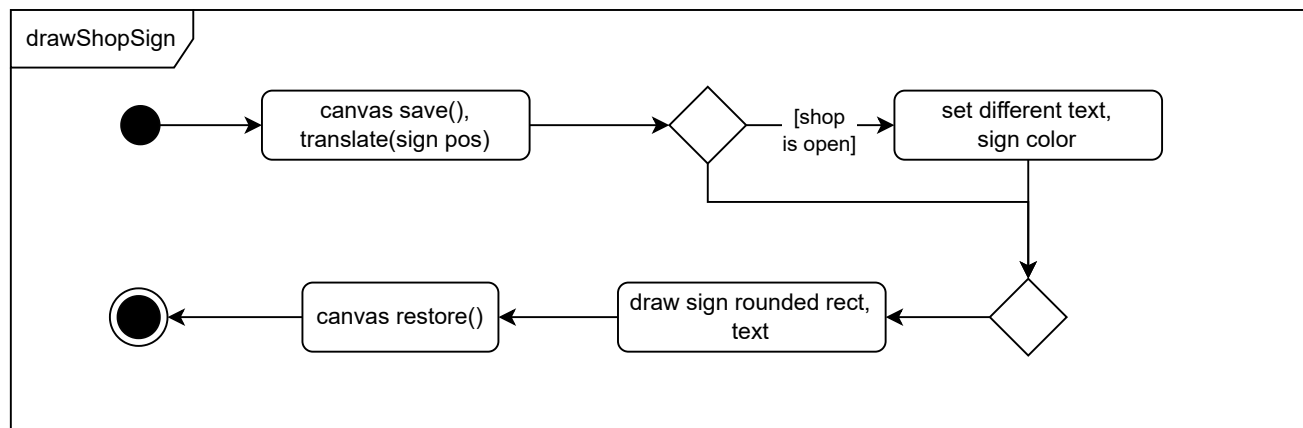 drawShopSign
canvas save(),
translate(sign pos)
[shop
is open]
set different text,
sign color
canvas restore()
draw sign rounded rect,
text